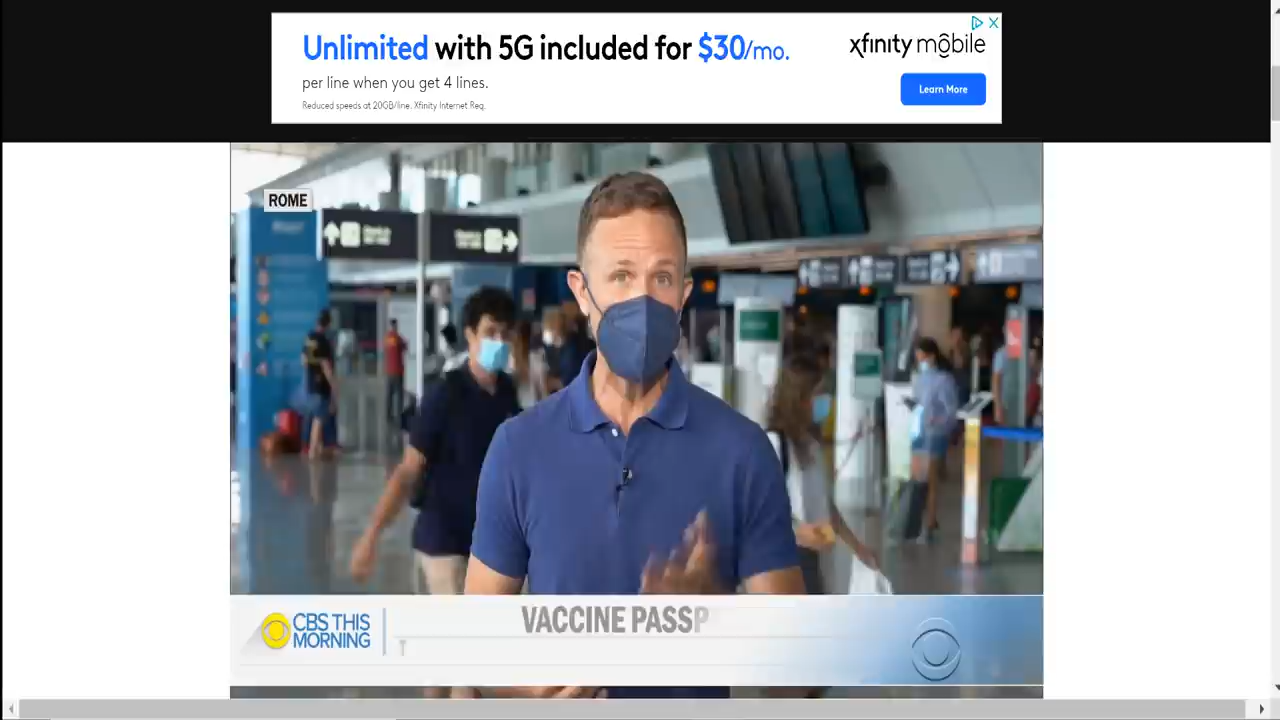 Unlimited with 5G included for $30/mo.
per line when you get 4 lines.
Reduced speeds at 20GB/line. Xfinity Internet Req.
xfinity mobile
Learn More
ROME
CBS THIS
MORNING
VACCINE PASSP
T